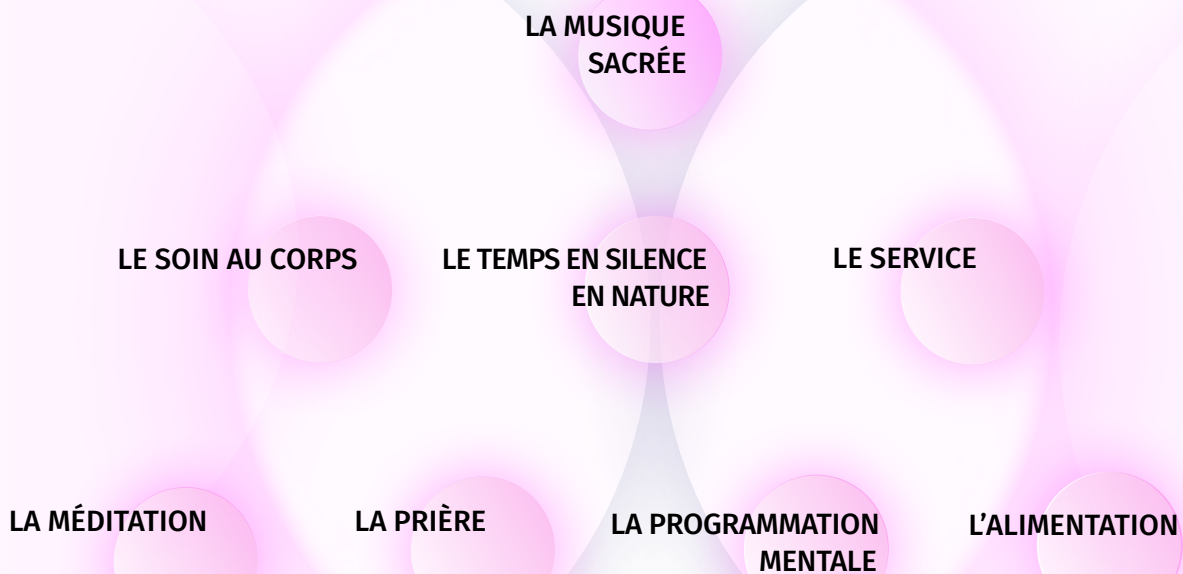 LA MUSIQUE
SACRÉE
LE SOIN AU CORPS
LE TEMPS EN SILENCE
EN NATURE
LE SERVICE
LA MÉDITATION
LA PRIÈRE
LA PROGRAMMATION
MENTALE
L’ALIMENTATION